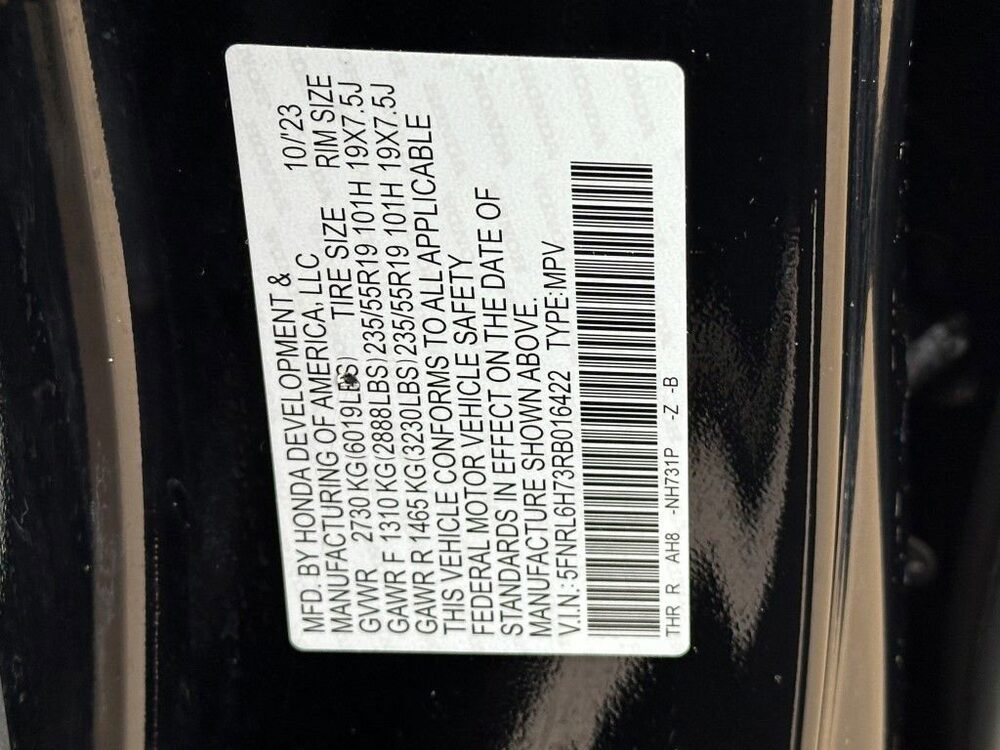 MFD. BY HONDA DEVELOPMENT & 10/'23
MANUFACTURING OF AMERICA, LLC
TIRE SIZE RIM SIZE
GVWR 2730 KG(6019LBS)
GAWR F 1310 KG(2888LBS) 235/55R19 101H 19X7.5J
GAWR R 1465 KG(3230LBS) 235/55R19 101H 19X7.5J
THIS VEHICLE CONFORMS TO ALL APPLICABLE
FEDERAL MOTOR VEHICLE SAFETY
STANDARDS IN EFFECT ON THE DATE OF
MANUFACTURE SHOWN ABOVE.
V.I.N.:5FNRL6H73RB016422 TYPE:MPV
THR R AH8 -NH731P -Z -B